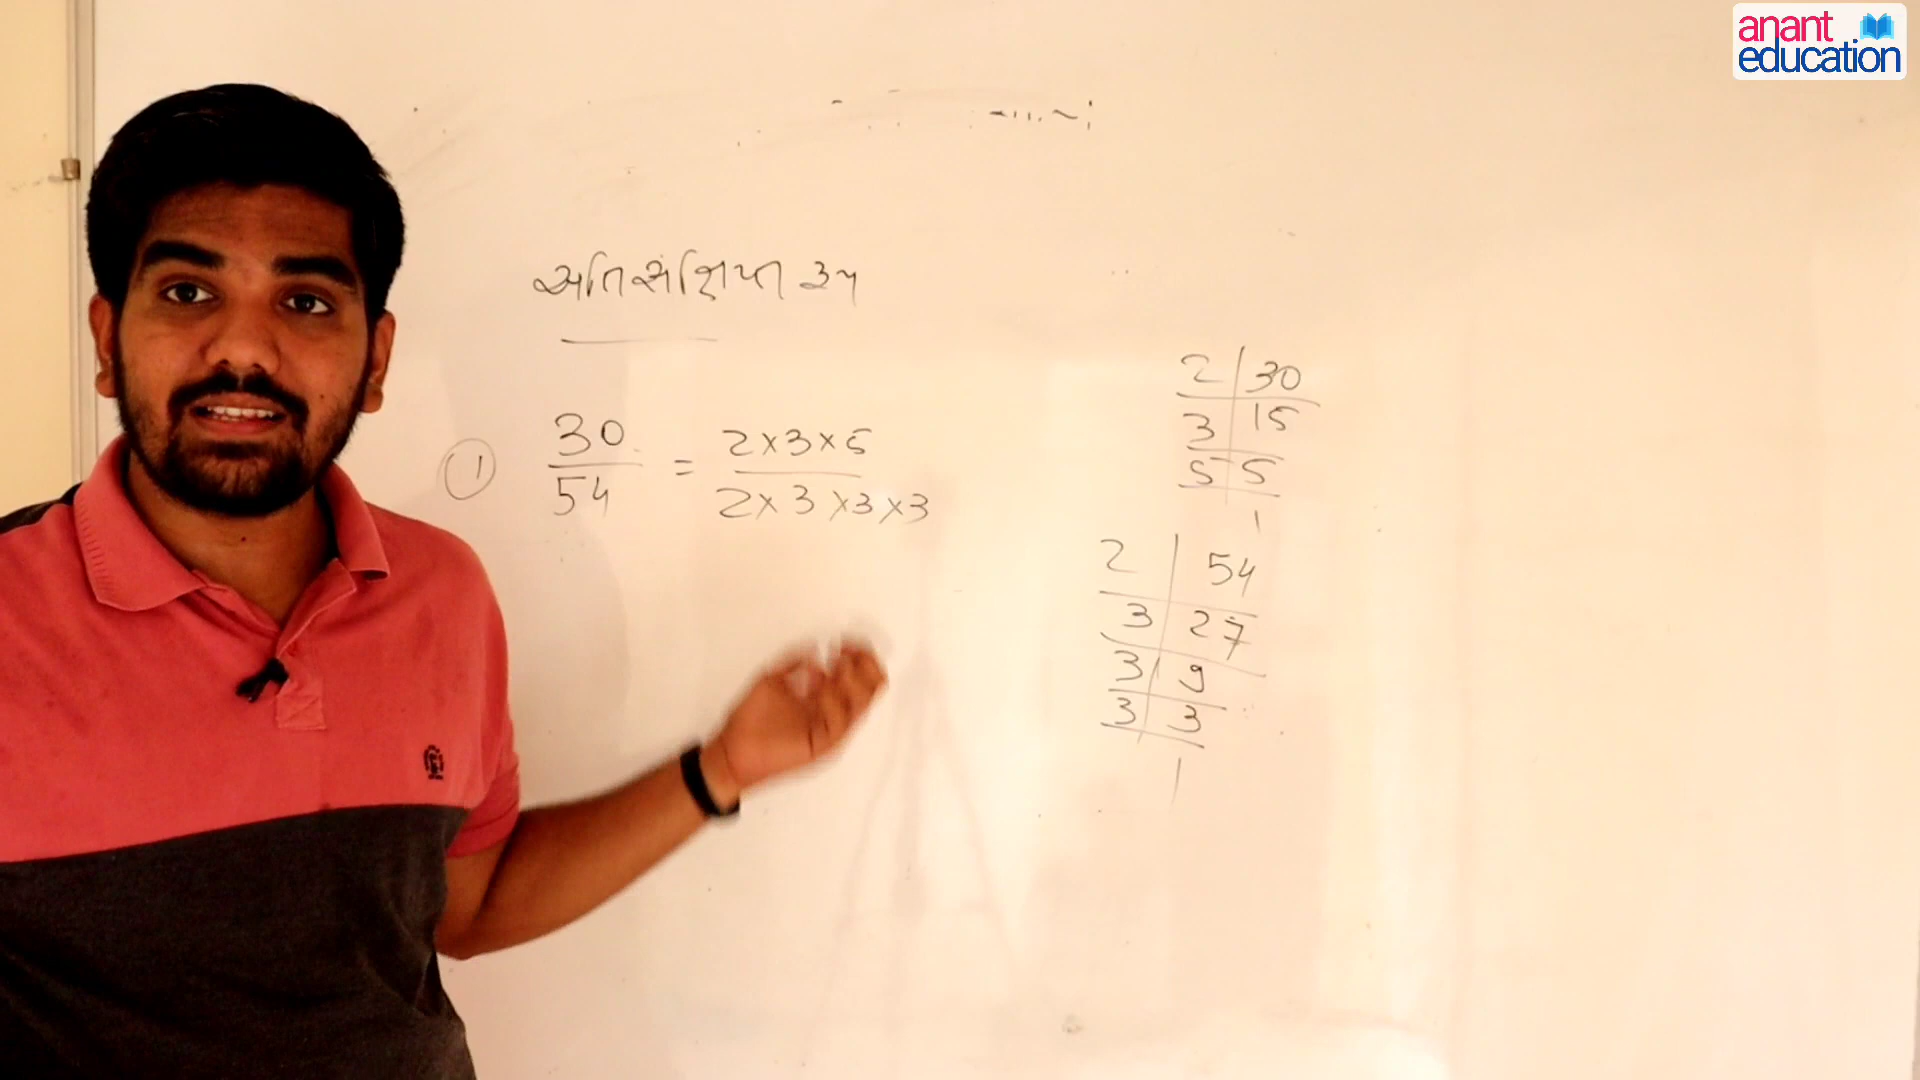 anant
education
અતિસંક્ષિપ્ત રૂપ
① 30/54 = 2×3×5/2×3×3×3
2 | 30
3 | 15
5 | 5
1
2 | 54
3 | 27
3 | 9
3 | 3
1